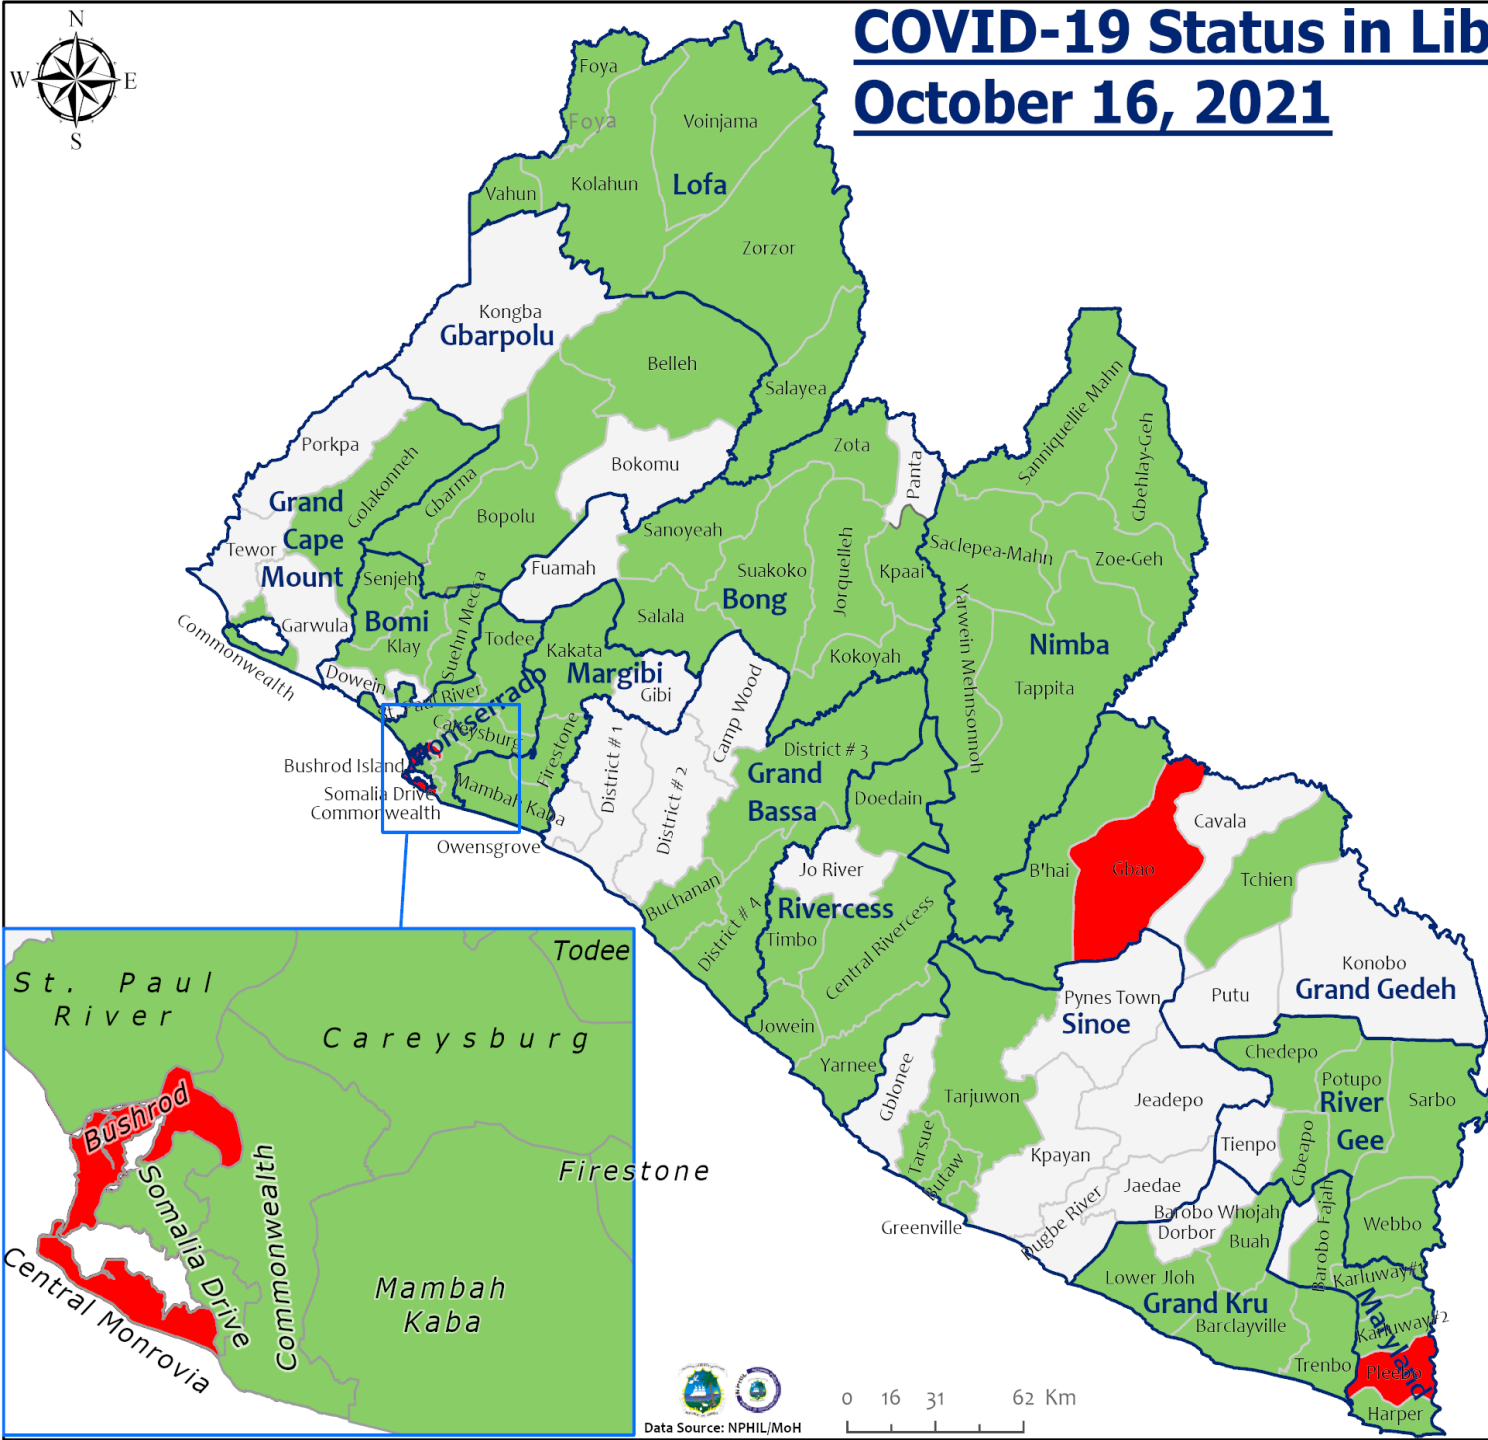 COVID-19 Status in Lib
October 16, 2021
N
W
E
S
Foya
Foya
Voinjama
Vahun
Kolahun
Lofa
Zorzor
Kongba
Gbarpolu
Belleh
Salayea
Porkpa
Golakonneh
Gbarma
Bokomu
Bopolu
Grand
Cape
Mount
Tewor
Garwula
Commonwealth
Senjeh
Bomi
Klay
Suehn Mecca
Dowein
Fuamah
Zota
Panta
Sanoyeah
Suakoko
Jorquelleh
Kpaai
Bong
Salala
Kokoyah
Sanniquellie Mahn
Gbehlay-Geh
Saclepea-Mahn
Zoe-Geh
Yarwein Mehnsonnoh
Nimba
Tappita
Todee
Kakata
Margibi
Gibi
Montserrado
Careysburg
Firestone
Mambah Kaba
Bushrod Island
Somalia Drive
Commonwealth
Owensgrove
District # 1
District # 2
Camp Wood
District # 3
Grand
Bassa
Doedain
Buchanan
District # 4
Jo River
Rivercess
Timbo
Central Rivercess
Jowein
Yarnee
B'hai
Gbao
Cavala
Tchien
Konobo
Grand Gedeh
Putu
Pynes Town
Sinoe
Gblonee
Tarjuwon
Jeadepo
Tarsue
Butaw
Kpayan
Greenville
Jaedae
Dugbe River
Chedepo
Potupo
River
Gee
Sarbo
Tienpo
Gbeapo
Webbo
Barobo Whojah
Dorbor
Buah
Barobo Fajah
Lower Jloh
Grand Kru
Barclayville
Trenbo
Karluway#1
Karluway#2
Maryland
Pleebo
Harper
St. Paul
River
Todee
Careysburg
Bushrod
Somalia Drive
Commonwealth
Firestone
Central Monrovia
Mambah
Kaba
Data Source: NPHIL/MoH
0 16 31 62 Km